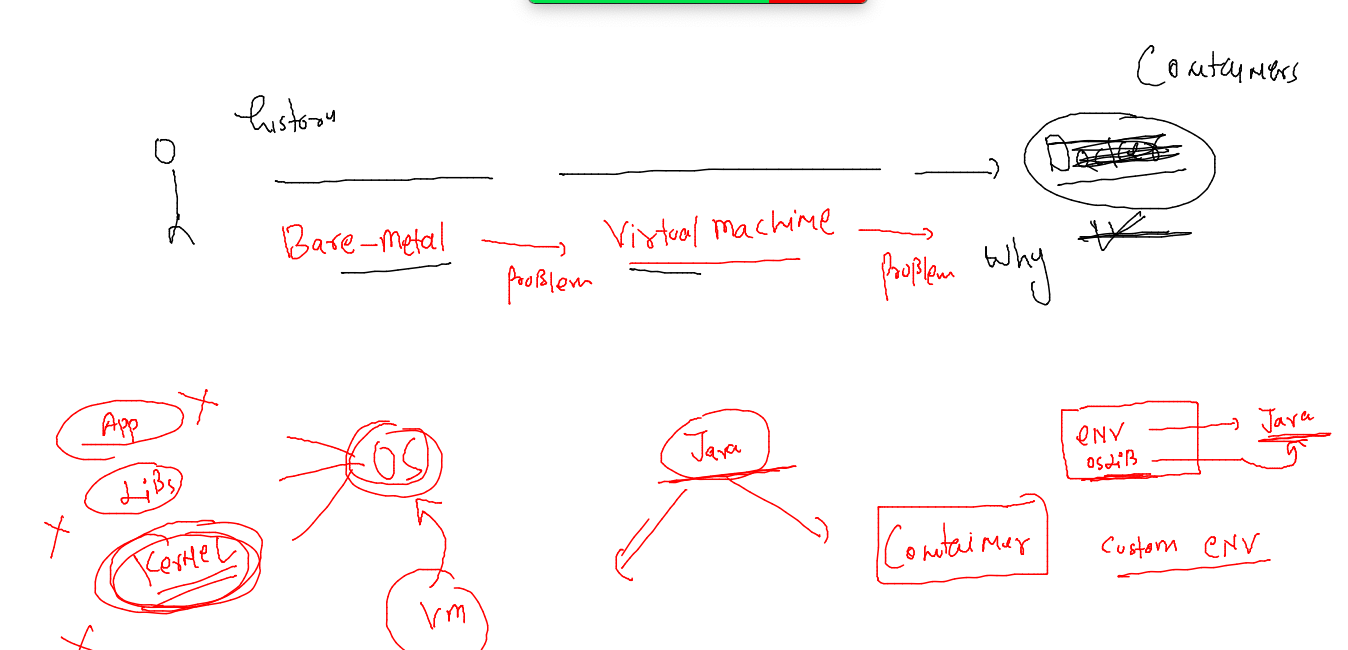 Containers
history
Docker
Bare-Metal
Virtual Machine
problem
problem
Why
App
LiBs
Kernel
OS
VM
Java
Container
ENV
OSLiB
Java
Custom ENV